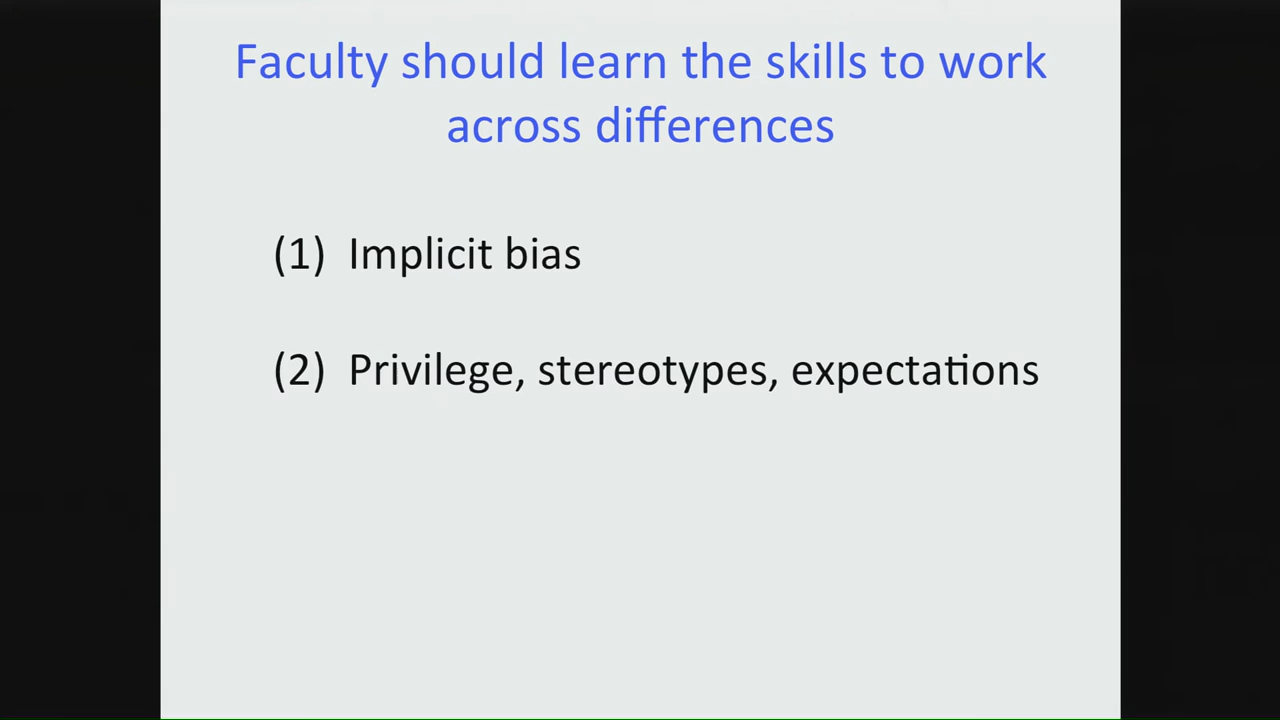 Faculty should learn the skills to work
across differences
(1) Implicit bias
(2) Privilege, stereotypes, expectations